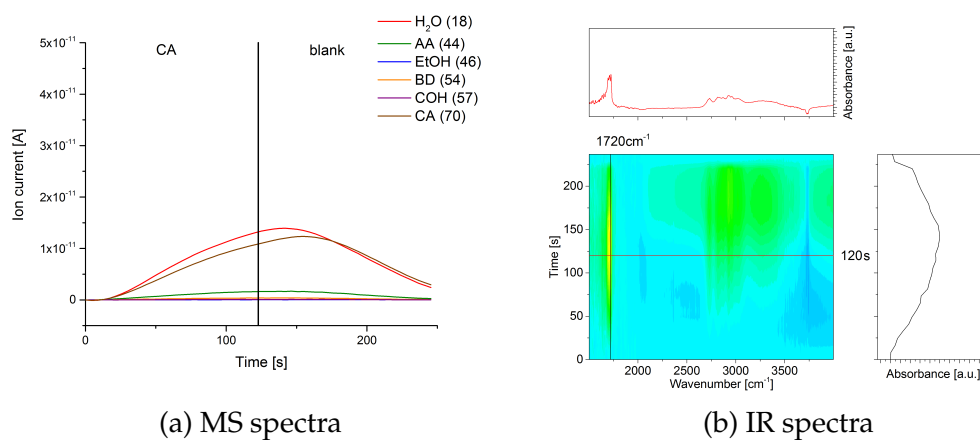 H₂O (18)
AA (44)
EtOH (46)
BD (54)
COH (57)
CA (70)
CA
blank
5x10⁻¹¹
4x10⁻¹¹
3x10⁻¹¹
2x10⁻¹¹
1x10⁻¹¹
0
Ion current [A]
0
100
200
Time [s]
Absorbance [a.u.]
1720cm⁻¹
200
150
100
50
0
Time [s]
120s
2000
2500
3000
3500
Wavenumber [cm⁻¹]
Absorbance [a.u.]
(a) MS spectra
(b) IR spectra